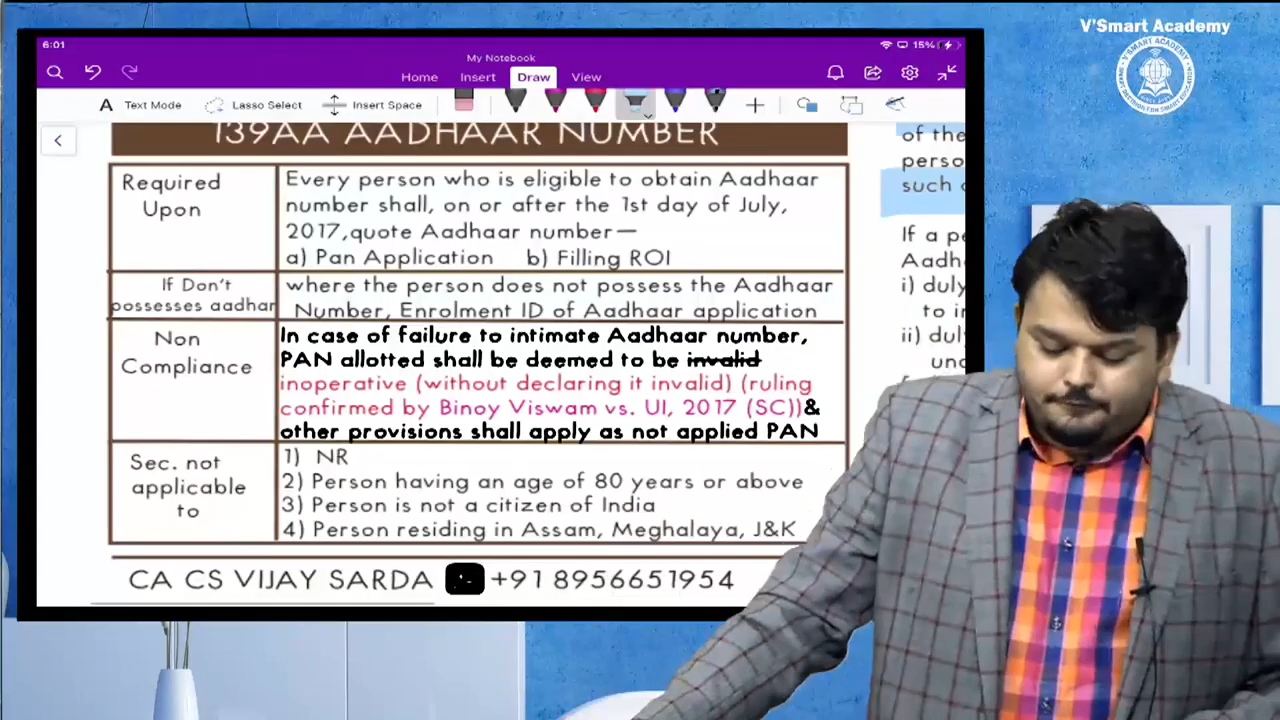 V'Smart Academy
6:01
15%
My Notebook
Home Insert Draw View
Text Mode Lasso Select Insert Space
139AA AADHAAR NUMBER
Required Upon
Every person who is eligible to obtain Aadhaar
number shall, on or after the 1st day of July,
2017,quote Aadhaar number—
a) Pan Application b) Filling ROI
If Don't
possesses aadhar
where the person does not possess the Aadhaar
Number, Enrolment ID of Aadhaar application
Non
Compliance
In case of failure to intimate Aadhaar number,
PAN allotted shall be deemed to be invalid
inoperative (without declaring it invalid) (ruling
confirmed by Binoy Viswam vs. UI, 2017 (SC))&
other provisions shall apply as not applied PAN
Sec. not
applicable
to
1) NR
2) Person having an age of 80 years or above
3) Person is not a citizen of India
4) Person residing in Assam, Meghalaya, J&K
CA CS VIJAY SARDA +91 8956651954
of the
perso
such
If a pe
Aadh
i) duly
to in
ii) dul
und